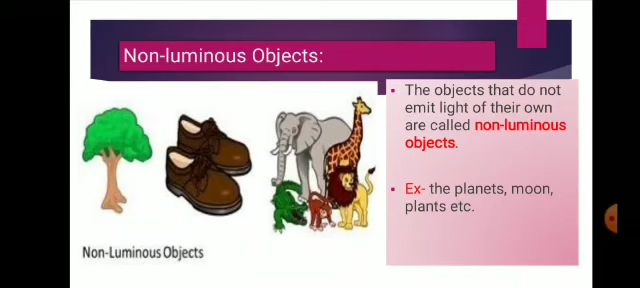 Non-luminous Objects:
• The objects that do not
emit light of their own
are called non-luminous
objects.
• Ex- the planets, moon,
plants etc.
Non-Luminous Objects